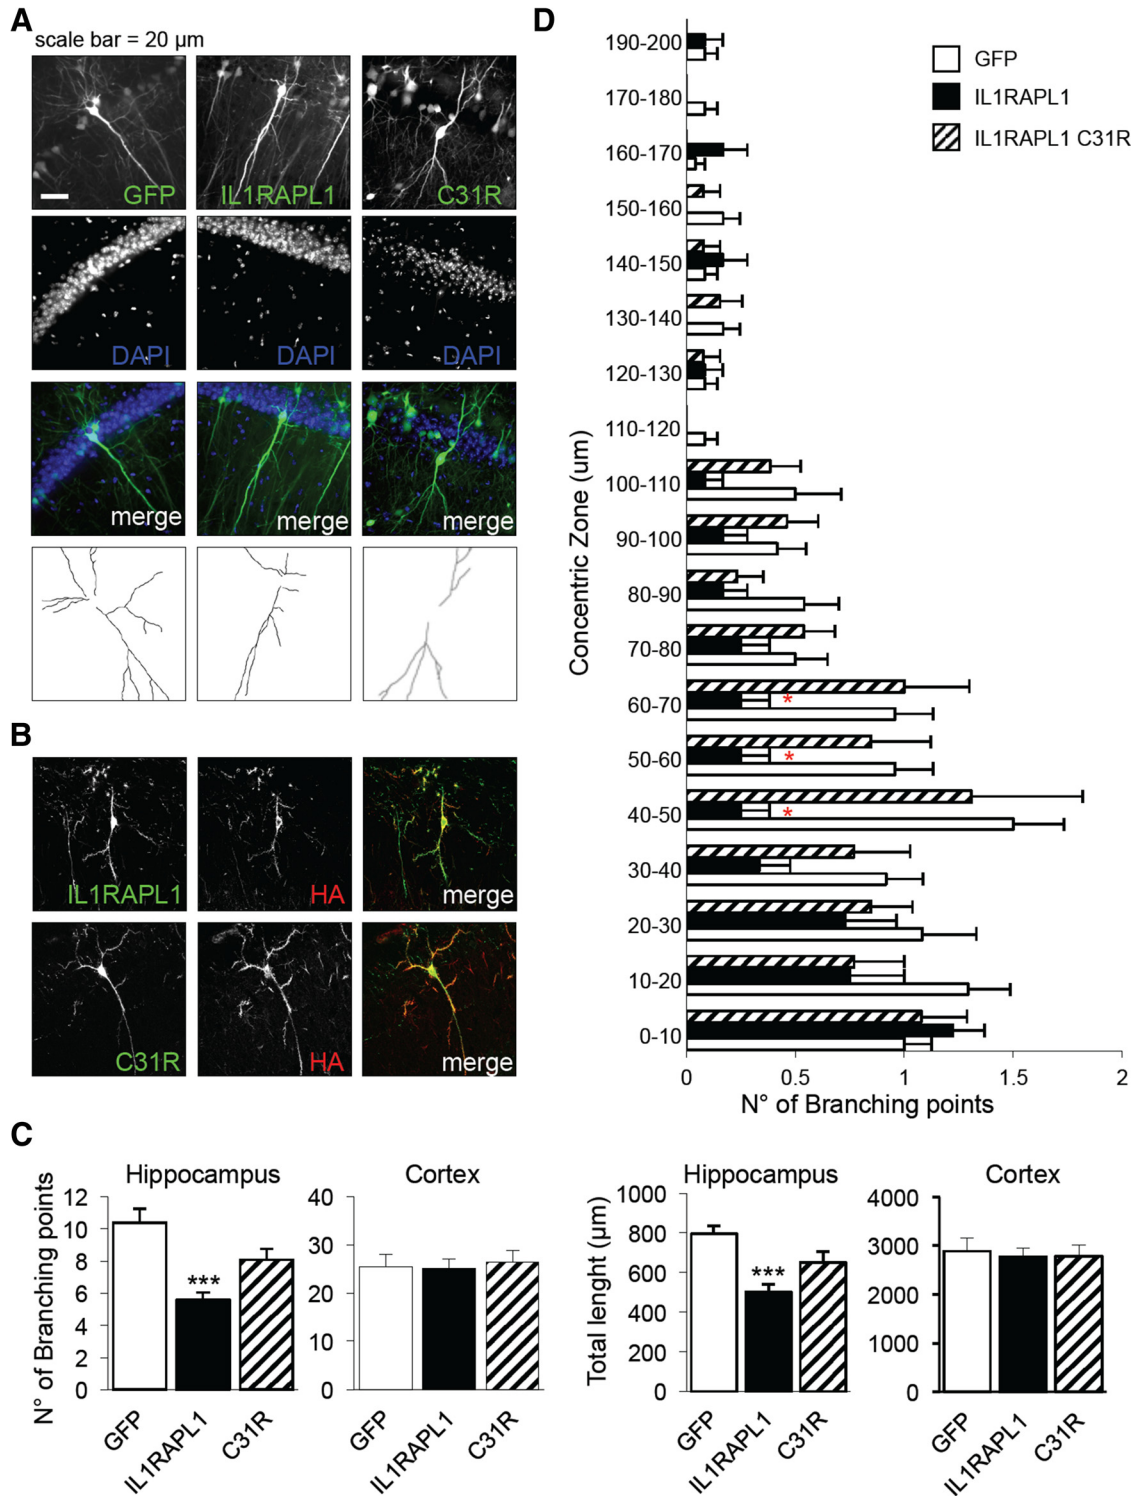 A
scale bar = 20 µm
GFP
IL1RAPL1
C31R
DAPI
DAPI
DAPI
merge
merge
merge
B
IL1RAPL1
HA
merge
C31R
HA
merge
D
GFP
IL1RAPL1
IL1RAPL1 C31R
Concentric Zone (um)
190-200
170-180
160-170
150-160
140-150
130-140
120-130
110-120
100-110
90-100
80-90
70-80
60-70
*
50-60
*
40-50
*
30-40
20-30
10-20
0-10
0 0.5 1 1.5 2
N° of Branching points
C
Hippocampus
N° of Branching points
12
10
8
6
4
2
0
***
GFP
IL1RAPL1
C31R
Cortex
40
30
20
10
0
GFP
IL1RAPL1
C31R
Hippocampus
Total lenght (µm)
1000
800
600
400
200
0
***
GFP
IL1RAPL1
C31R
Cortex
4000
3000
2000
1000
0
GFP
IL1RAPL1
C31R